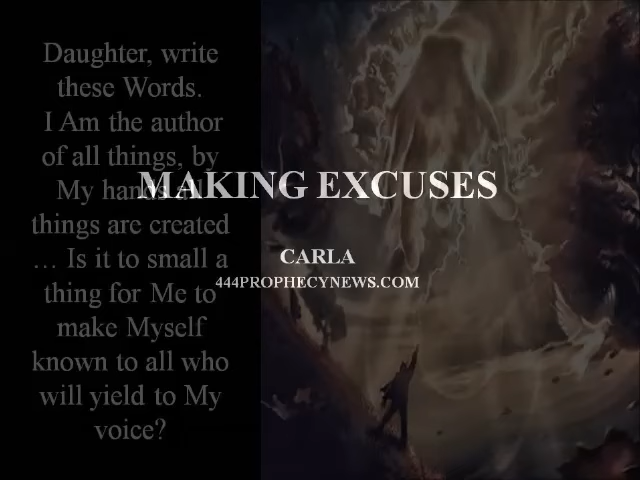 Daughter, write
these Words.
I Am the author
of all things, by
My hands all
things are created
... Is it to small a
thing for Me to
make Myself
known to all who
will yield to My
voice?
MAKING EXCUSES
CARLA
444PROPHECYNEWS.COM